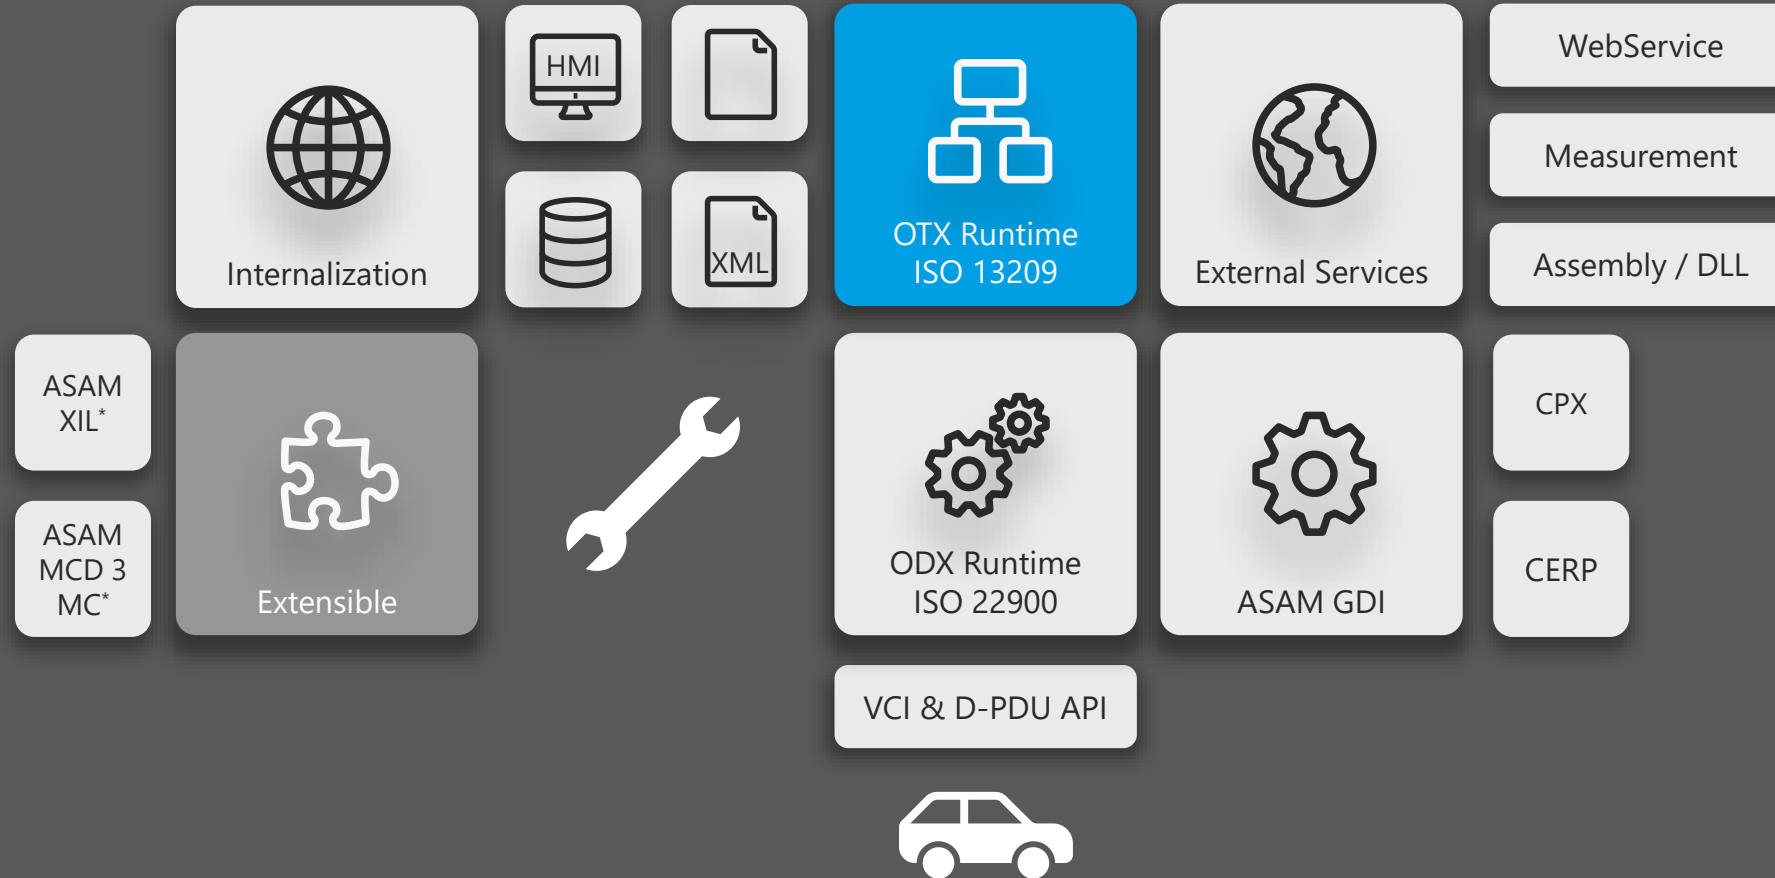 HMI
WebService
Measurement
XML
OTX Runtime
ISO 13209
Internalization
External Services
Assembly / DLL
ASAM
XIL*
CPX
ASAM
MCD 3
MC*
Extensible
ODX Runtime
ISO 22900
ASAM GDI
CERP
VCI & D-PDU API